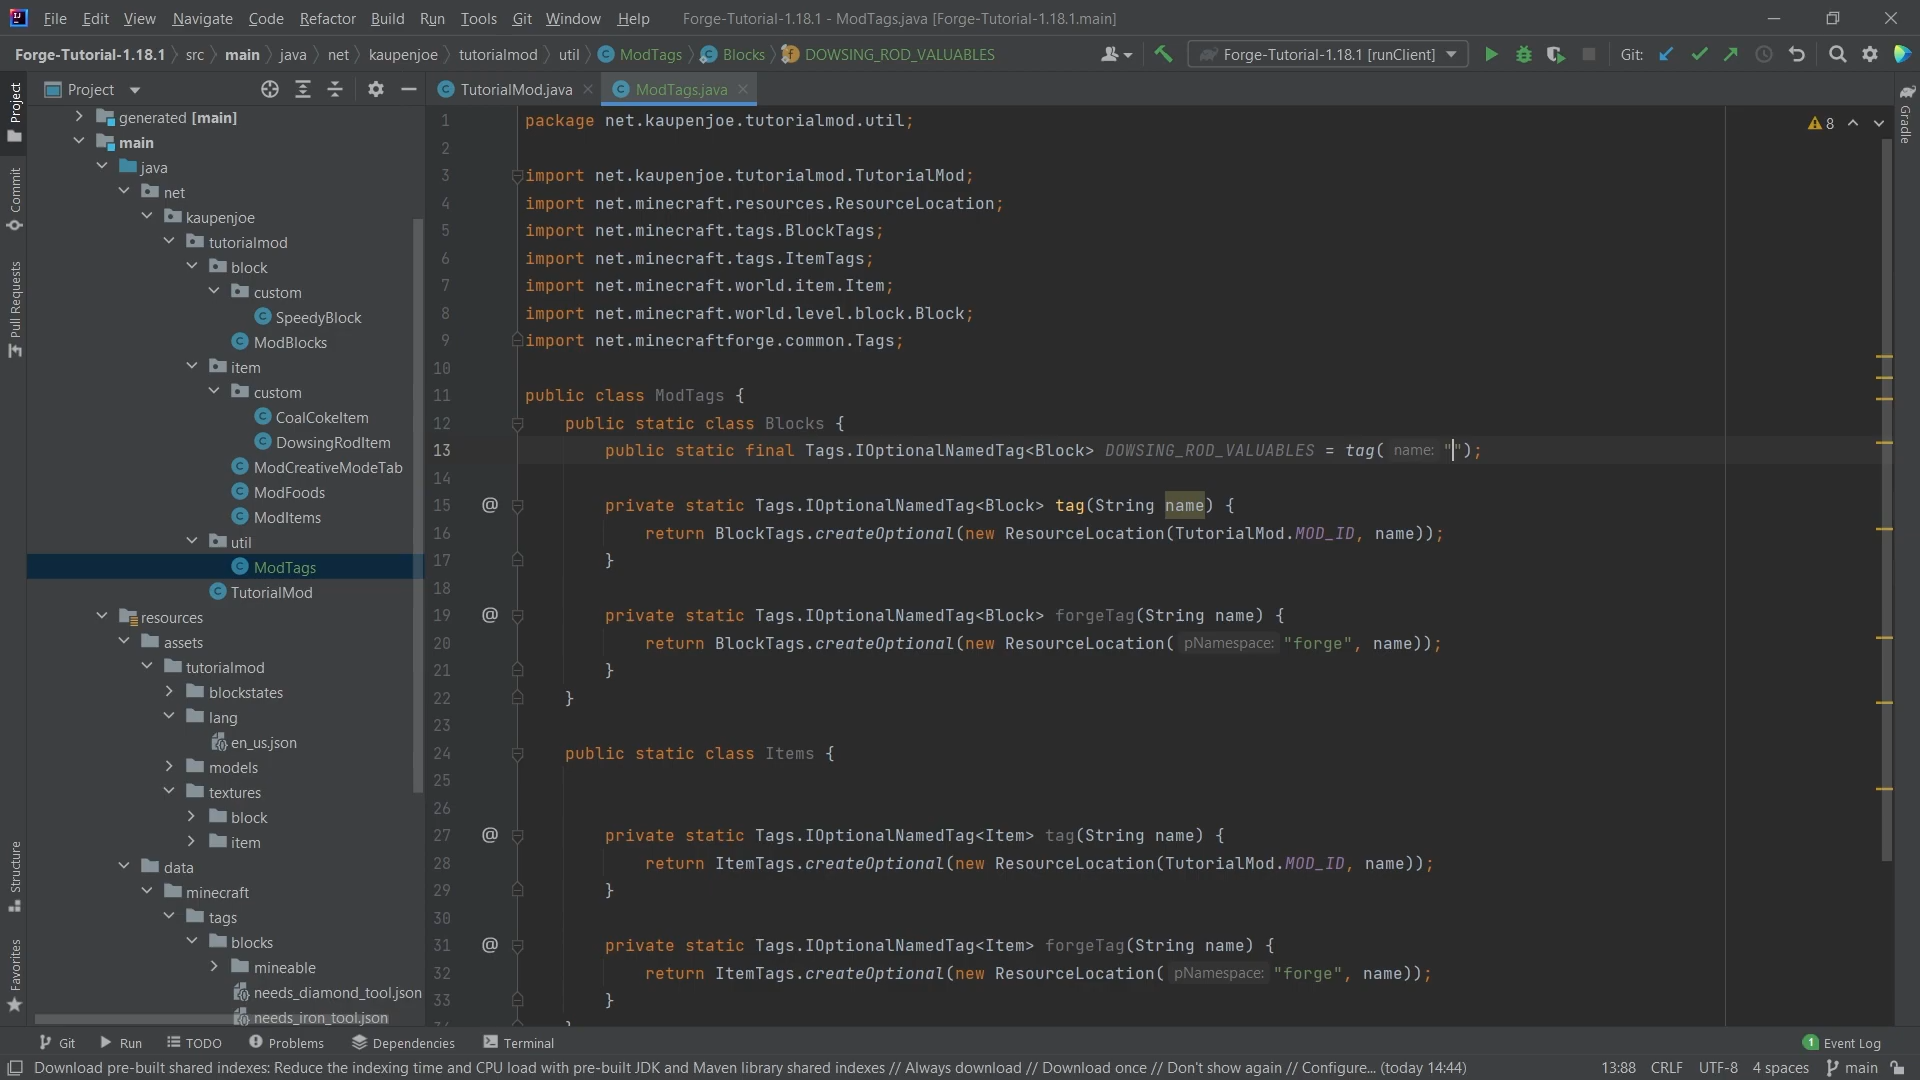 File Edit View Navigate Code Refactor Build Run Tools Git Window Help Forge-Tutorial-1.18.1 - ModTags.java [Forge-Tutorial-1.18.1.main]
Forge-Tutorial-1.18.1 src main java net kaupenjoe tutorialmod util ModTags Blocks DOWSING_ROD_VALUABLES Forge-Tutorial-1.18.1 [runClient] Git:
Project TutorialMod.java ModTags.java
Project
Commit
Pull Requests
Structure
Favorites
generated [main]
main
java
net
kaupenjoe
tutorialmod
block
custom
SpeedyBlock
ModBlocks
item
custom
CoalCokeItem
DowsingRodItem
ModCreativeModeTab
ModFoods
ModItems
util
ModTags
TutorialMod
resources
assets
tutorialmod
blockstates
lang
en_us.json
models
textures
block
item
data
minecraft
tags
blocks
mineable
needs_diamond_tool.json
needs_iron_tool.json
1 package net.kaupenjoe.tutorialmod.util;
2
3 import net.kaupenjoe.tutorialmod.TutorialMod;
4 import net.minecraft.resources.ResourceLocation;
5 import net.minecraft.tags.BlockTags;
6 import net.minecraft.tags.ItemTags;
7 import net.minecraft.world.item.Item;
8 import net.minecraft.world.level.block.Block;
9 import net.minecraftforge.common.Tags;
10
11 public class ModTags {
12 public static class Blocks {
13 public static final Tags.IOptionalNamedTag<Block> DOWSING_ROD_VALUABLES = tag( name: "");
14
15 @ private static Tags.IOptionalNamedTag<Block> tag(String name) {
16 return BlockTags.createOptional(new ResourceLocation(TutorialMod.MOD_ID, name));
17 }
18
19 @ private static Tags.IOptionalNamedTag<Block> forgeTag(String name) {
20 return BlockTags.createOptional(new ResourceLocation( pNamespace: "forge", name));
21 }
22 }
23
24 public static class Items {
25
26
27 @ private static Tags.IOptionalNamedTag<Item> tag(String name) {
28 return ItemTags.createOptional(new ResourceLocation(TutorialMod.MOD_ID, name));
29 }
30
31 @ private static Tags.IOptionalNamedTag<Item> forgeTag(String name) {
32 return ItemTags.createOptional(new ResourceLocation( pNamespace: "forge", name));
33 }
8
Gradle
Git Run TODO Problems Dependencies Terminal 1 Event Log
Download pre-built shared indexes: Reduce the indexing time and CPU load with pre-built JDK and Maven library shared indexes // Always download // Download once // Don't show again // Configure... (today 14:44) 13:88 CRLF UTF-8 4 spaces main